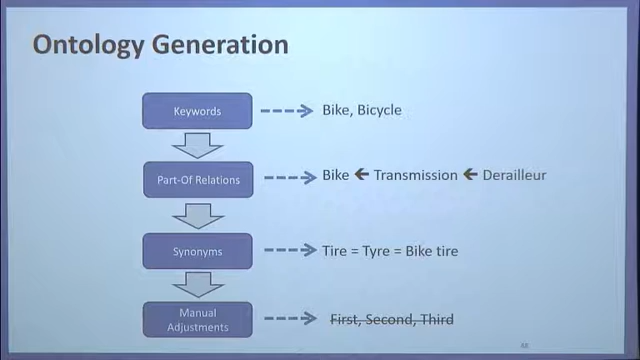 Ontology Generation
Keywords
Bike, Bicycle
Part-Of Relations
Bike ← Transmission ← Derailleur
Synonyms
Tire = Tyre = Bike tire
Manual
Adjustments
First, Second, Third